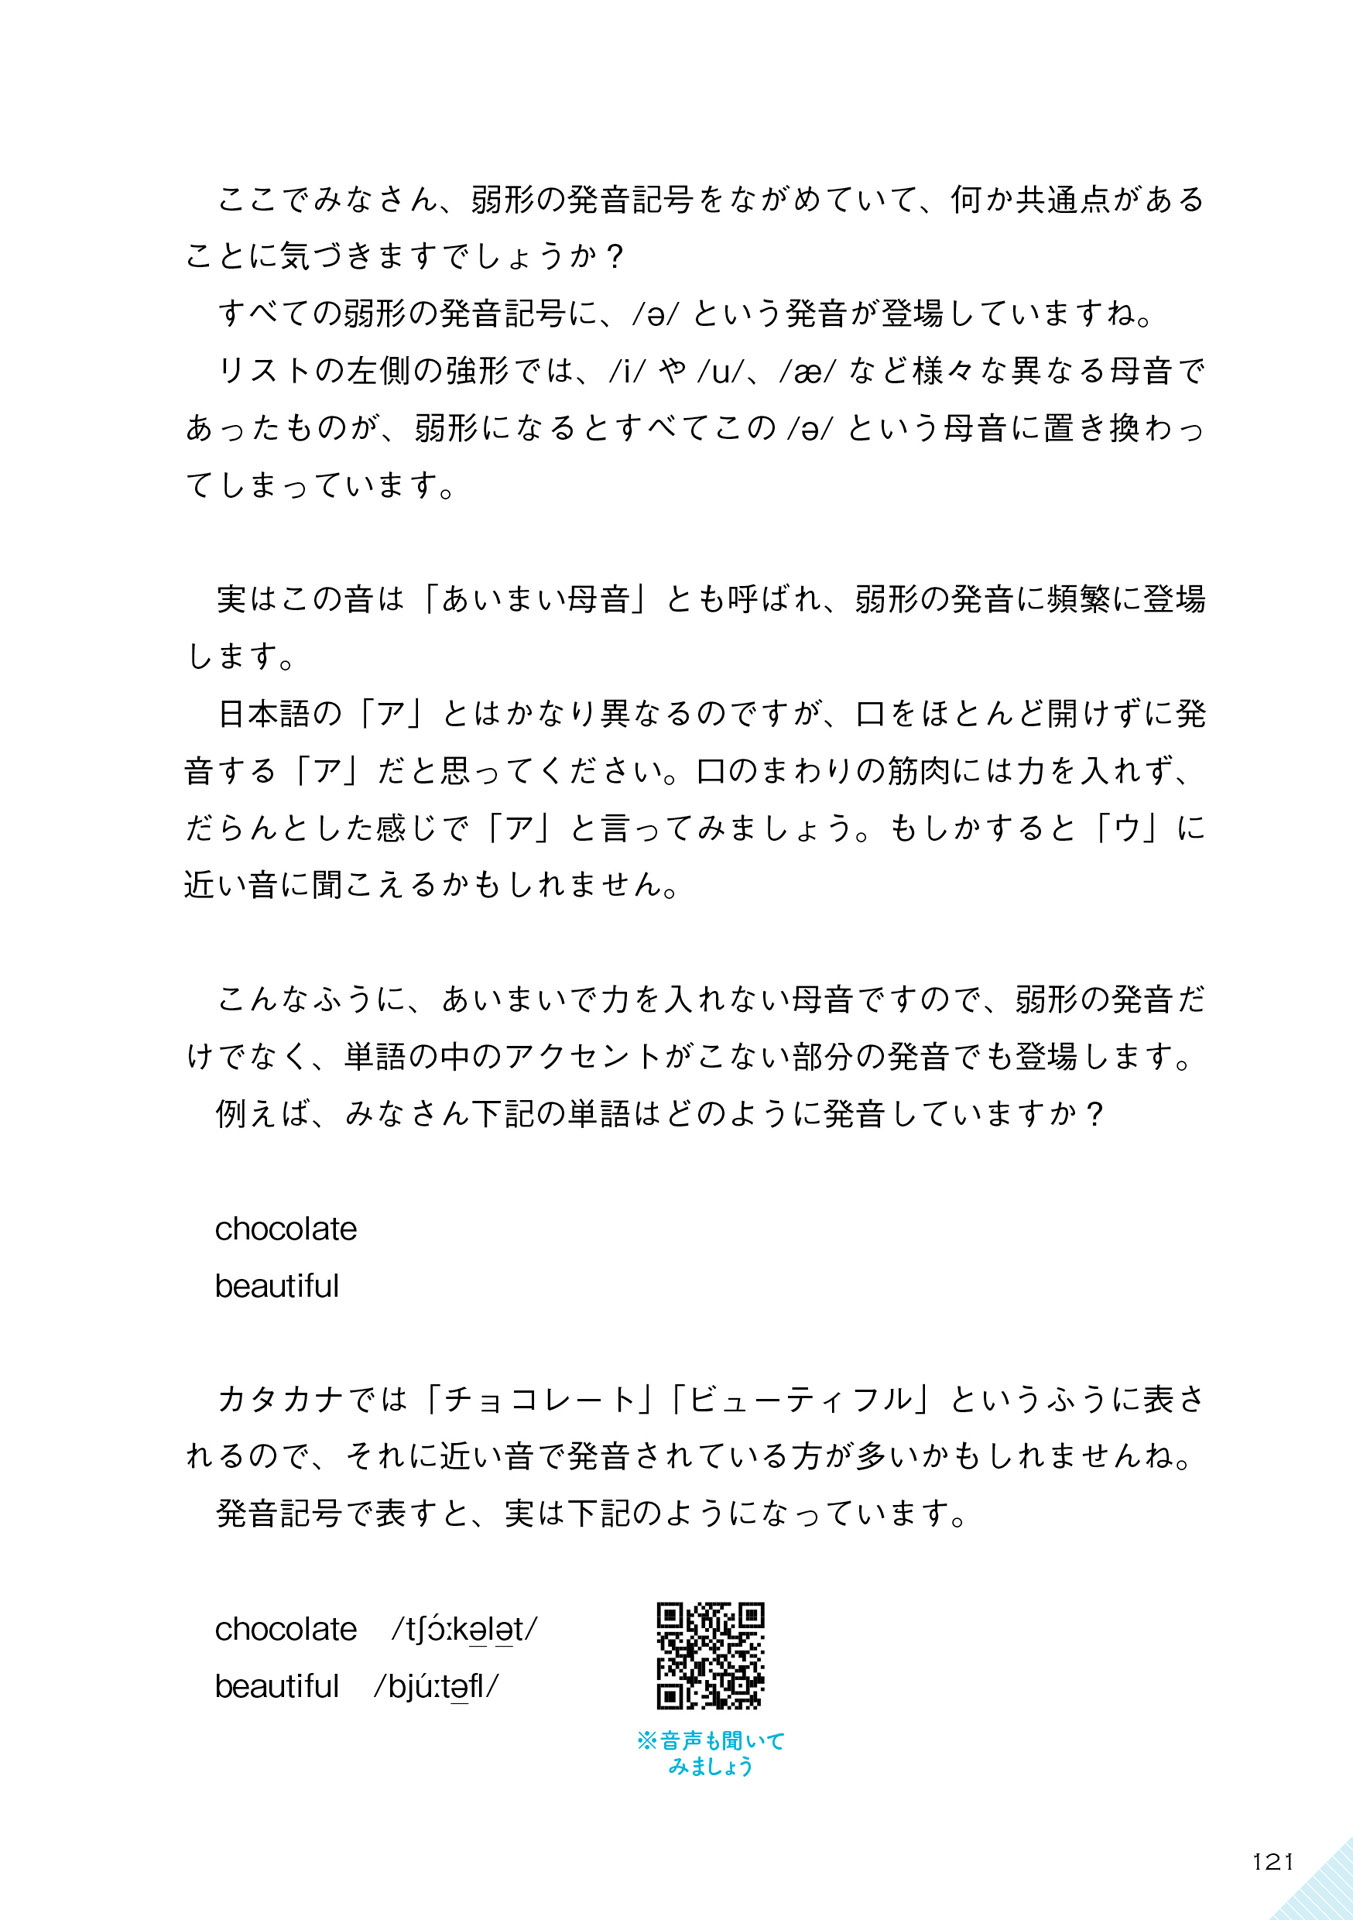 ここでみなさん、弱形の発音記号をながめていて、何か共通点がある
ことに気づきますでしょうか？
すべての弱形の発音記号に、/ə/ という発音が登場していますね。
リストの左側の強形では、/i/ や /u/、/æ/ など様々な異なる母音で
あったものが、弱形になるとすべてこの /ə/ という母音に置き換わっ
てしまっています。
実はこの音は「あいまい母音」とも呼ばれ、弱形の発音に頻繁に登場
します。
日本語の「ア」とはかなり異なるのですが、口をほとんど開けずに発
音する「ア」だと思ってください。口のまわりの筋肉には力を入れず、
だらんとした感じで「ア」と言ってみましょう。もしかすると「ウ」に
近い音に聞こえるかもしれません。
こんなふうに、あいまいで力を入れない母音ですので、弱形の発音だ
けでなく、単語の中のアクセントがこない部分の発音でも登場します。
例えば、みなさん下記の単語はどのように発音していますか？
chocolate
beautiful
カタカナでは「チョコレート」「ビューティフル」というふうに表さ
れるので、それに近い音で発音されている方が多いかもしれませんね。
発音記号で表すと、実は下記のようになっています。
chocolate /tʃɔ́ːkələt/
beautiful /bjúːtəfl/
※音声も聞いて
みましょう
121